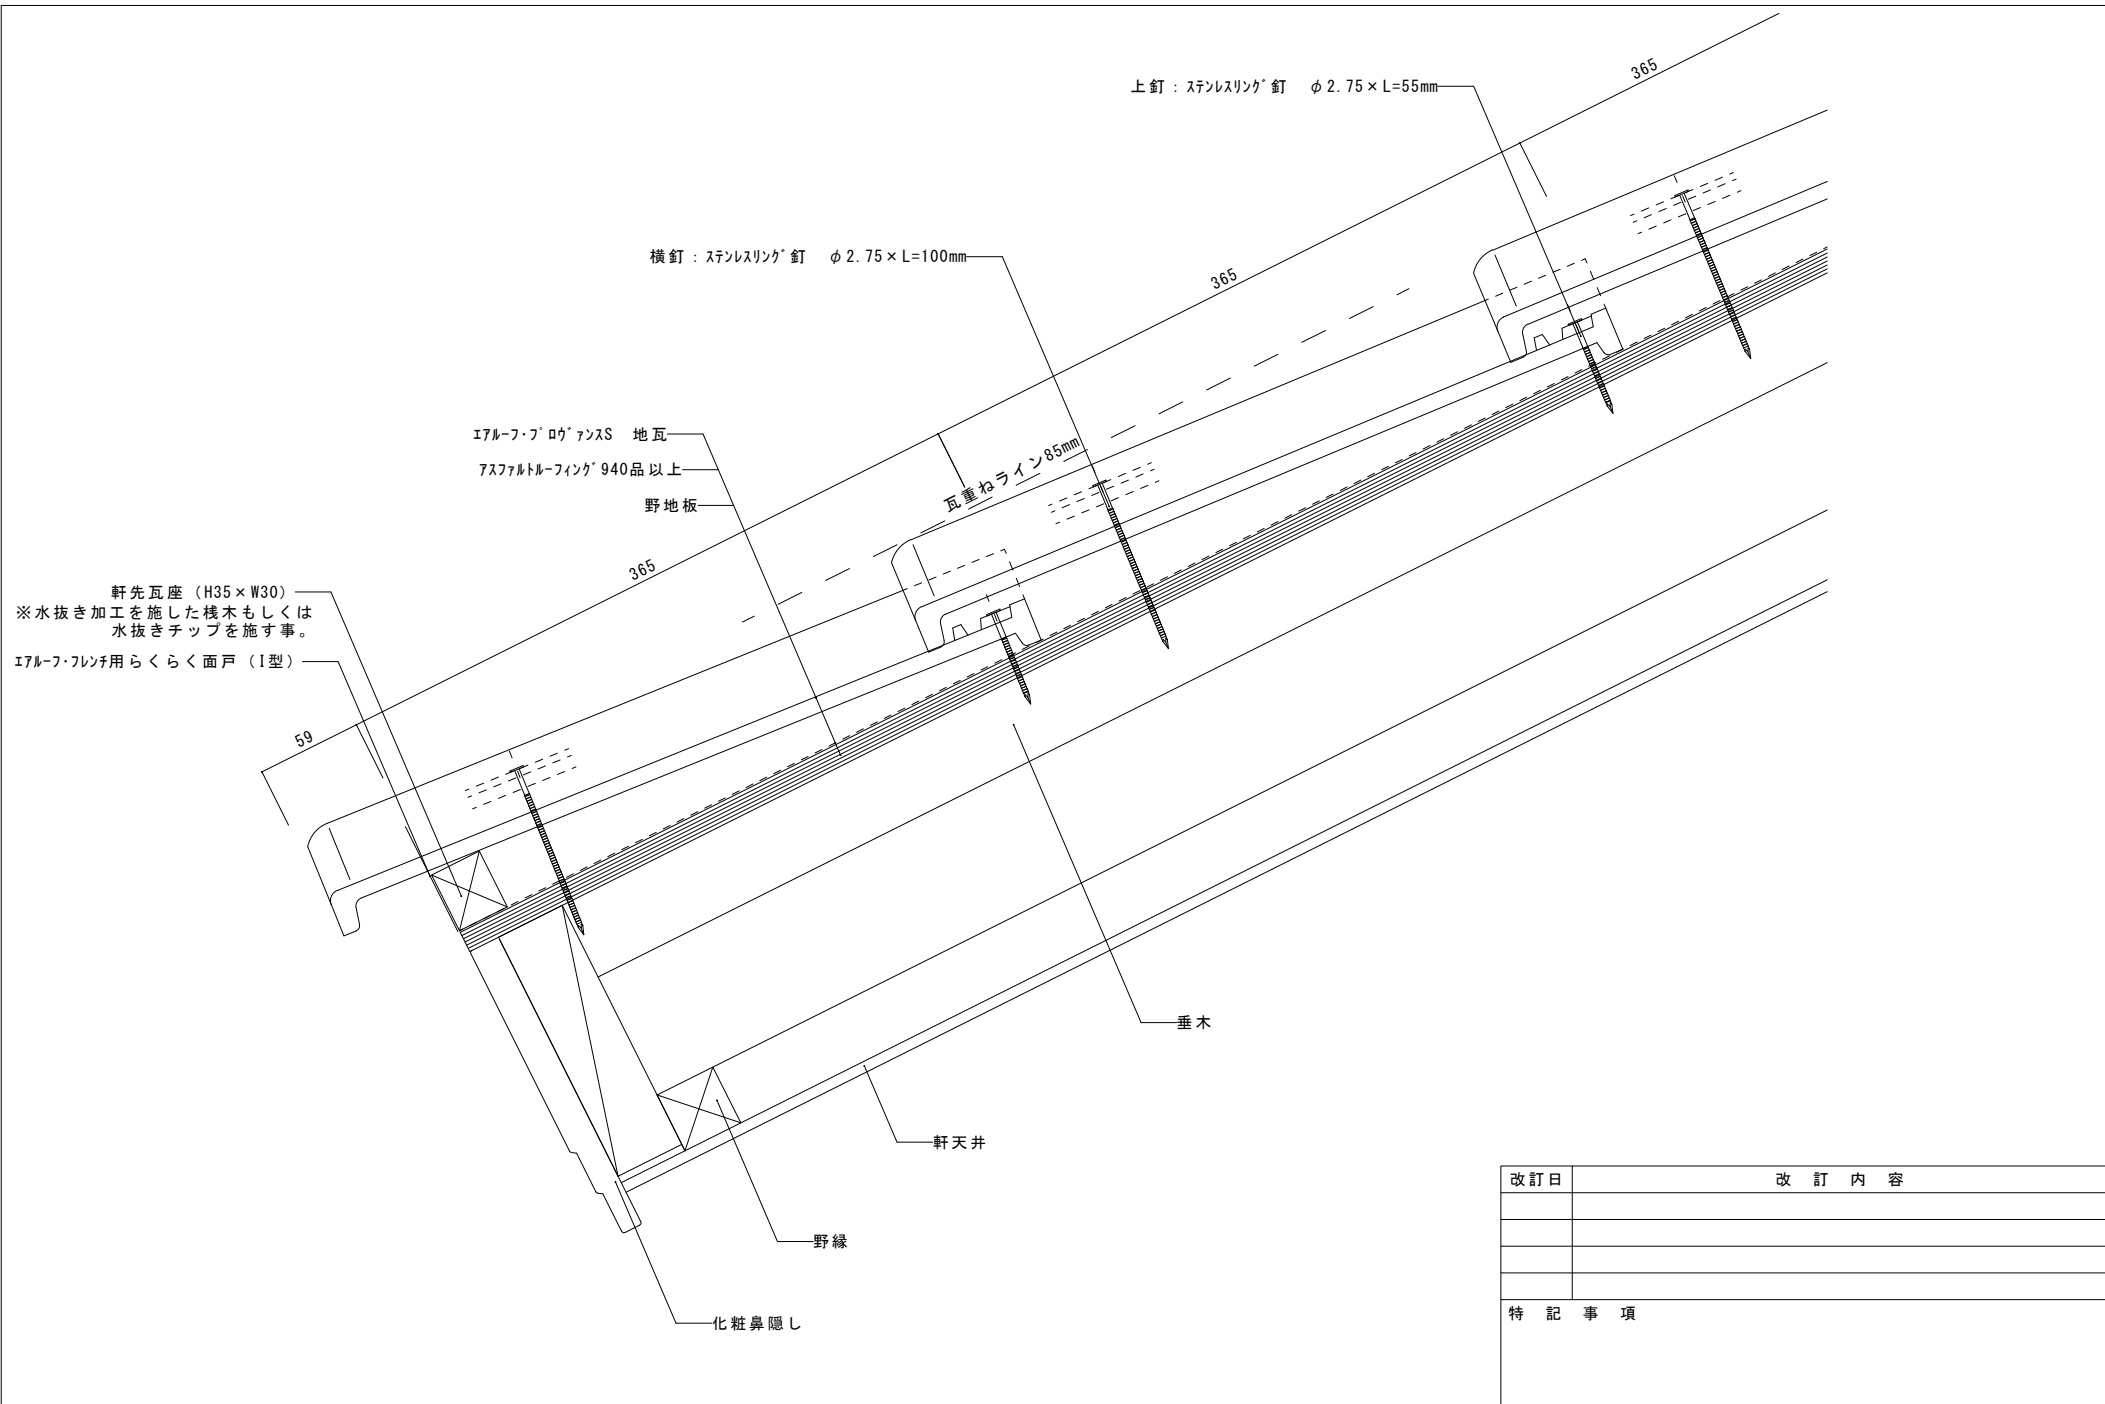 365
上釘：ｽﾃﾝﾚｽﾘﾝｸﾞ釘　φ2.75×L=55mm
横釘：ｽﾃﾝﾚｽﾘﾝｸﾞ釘　φ2.75×L=100mm
365
ｴｱﾙｰﾌ･ﾌﾟﾛｳﾞｧﾝｽS　地瓦
ｱｽﾌｧﾙﾄﾙｰﾌｨﾝｸﾞ940品以上
野地板
瓦重ねライン85mm
365
軒先瓦座（H35×W30）
※水抜き加工を施した桟木もしくは
水抜きチップを施す事。
ｴｱﾙｰﾌ･ﾌﾚﾝﾁ用らくらく面戸（I型）
59
垂木
軒天井
野縁
化粧鼻隠し
改訂日　改　訂　内　容
特　記　事　項